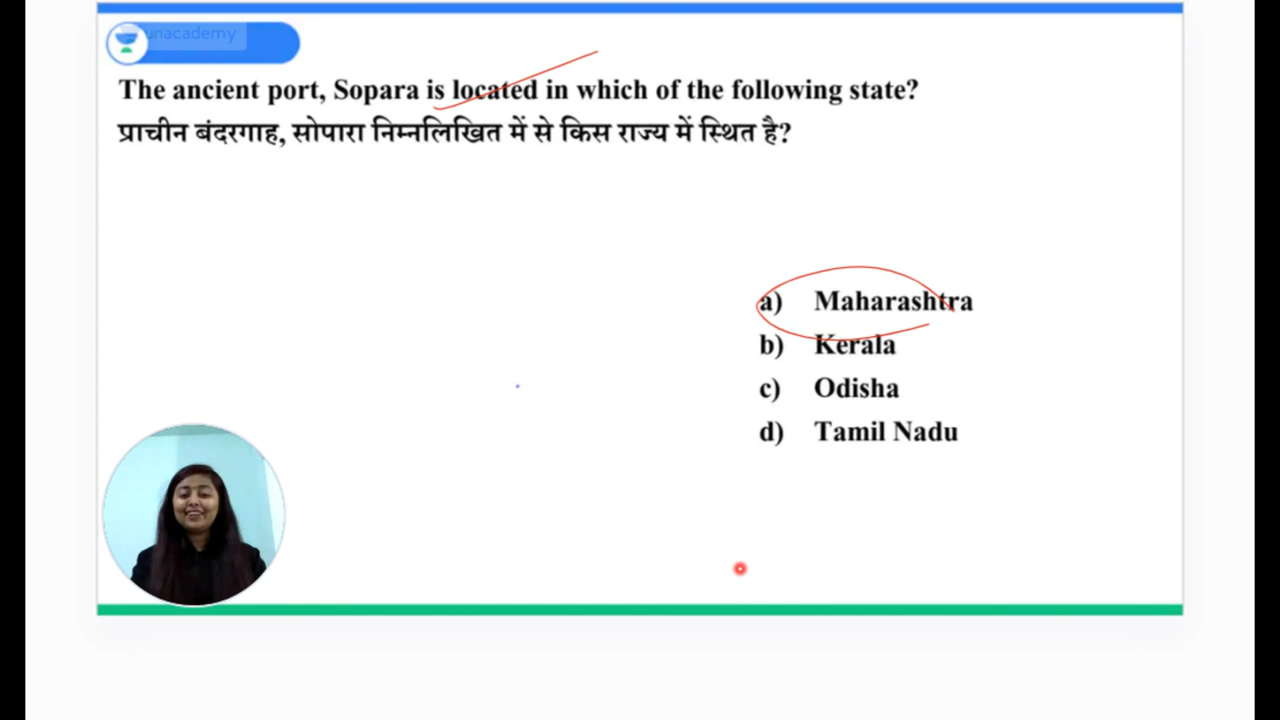 unacademy
The ancient port, Sopara is located in which of the following state?
प्राचीन बंदरगाह, सोपारा निम्नलिखित में से किस राज्य में स्थित है?
a) Maharashtra
b) Kerala
c) Odisha
d) Tamil Nadu